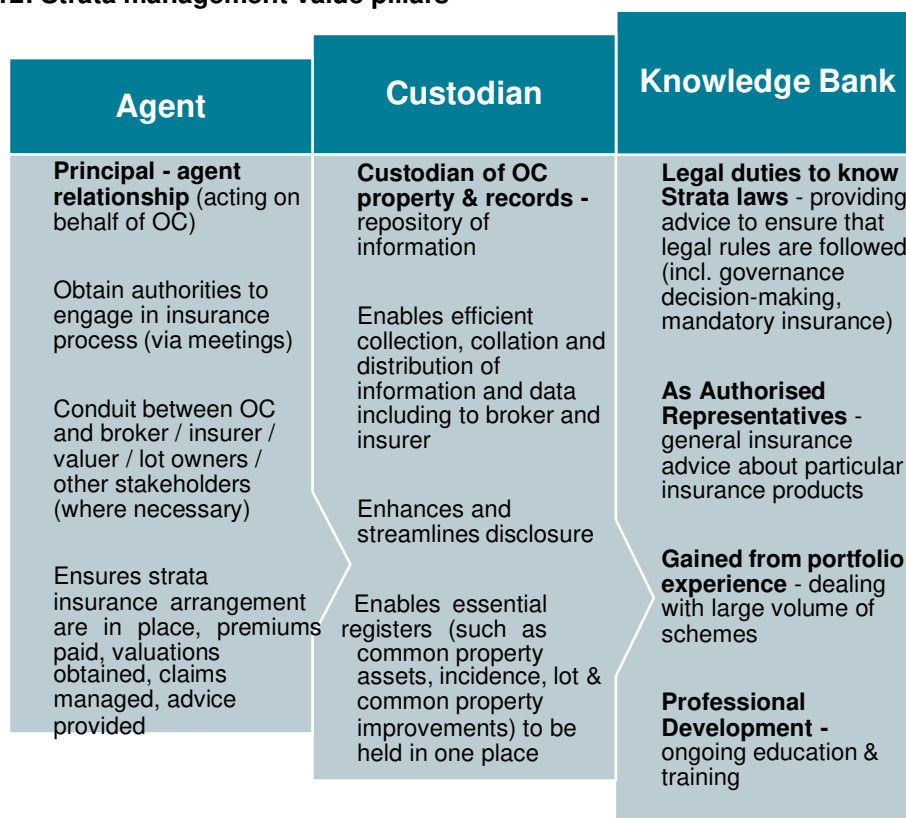 12: Strata management value pillars
Agent
Principal - agent
relationship (acting on
behalf of OC)
Obtain authorities to
engage in insurance
process (via meetings)
Conduit between OC
and broker / insurer /
valuer / lot owners /
other stakeholders
(where necessary)
Ensures strata
insurance arrangement
are in place, premiums
paid, valuations
obtained, claims
managed, advice
provided
Custodian
Custodian of OC
property & records -
repository of
information
Enables efficient
collection, collation and
distribution of
information and data
including to broker and
insurer
Enhances and
streamlines disclosure
Enables essential
registers (such as
common property
assets, incidence, lot &
common property
improvements) to be
held in one place
Knowledge Bank
Legal duties to know
Strata laws - providing
advice to ensure that
legal rules are followed
(incl. governance
decision-making,
mandatory insurance)
As Authorised
Representatives -
general insurance
advice about particular
insurance products
Gained from portfolio
experience - dealing
with large volume of
schemes
Professional
Development -
ongoing education &
training